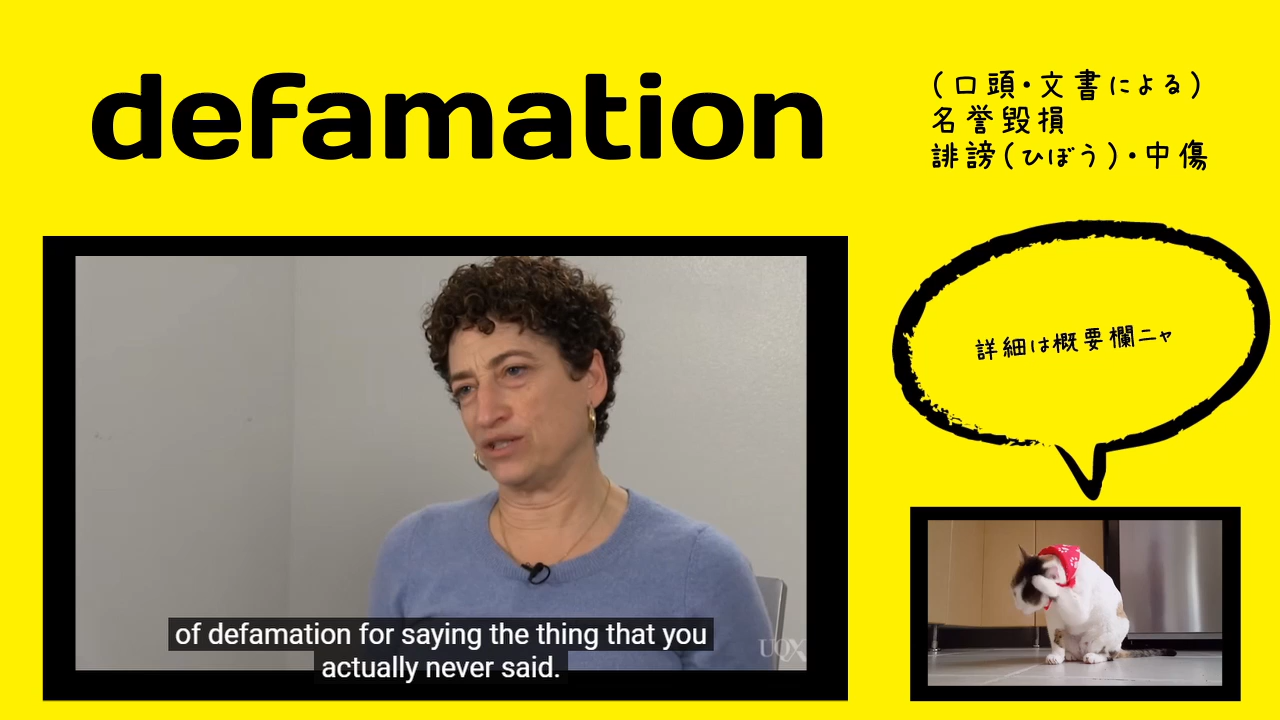 defamation
(口頭・文書による)
名誉毀損
誹謗(ひぼう)・中傷
詳細は概要欄ニャ
of defamation for saying the thing that you
actually never said.
UQx